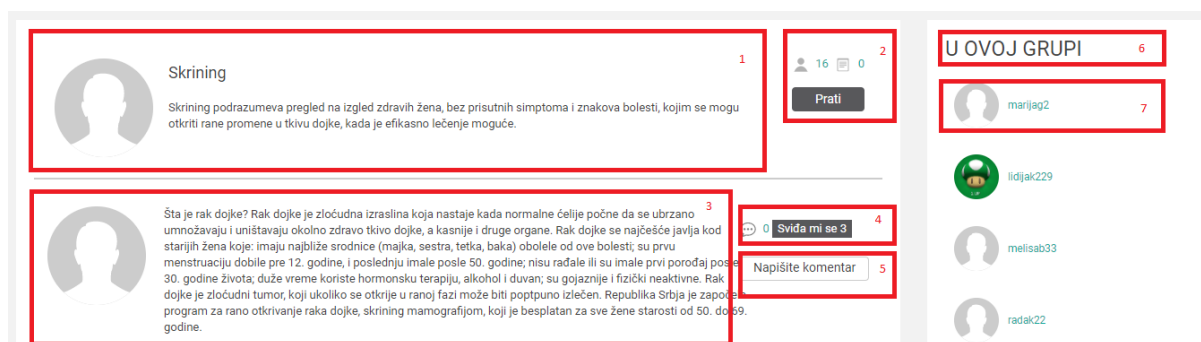 1
Skrining
Skrining podrazumeva pregled na izgled zdravih žena, bez prisutnih simptoma i znakova bolesti, kojim se mogu
otkriti rane promene u tkivu dojke, kada je efikasno lečenje moguće.
2
16 0
Prati
3
Šta je rak dojke? Rak dojke je zloćudna izraslina koja nastaje kada normalne ćelije počne da se ubrzano
umnožavaju i uništavaju okolno zdravo tkivo dojke, a kasnije i druge organe. Rak dojke se najčešće javlja kod
starijih žena koje: imaju najbliže srodnice (majka, sestra, tetka, baka) obolele od ove bolesti; su prvu
menstruaciju dobile pre 12. godine, i poslednju imale posle 50. godine; nisu rađale ili su imale prvi porođaj posle
30. godine života; duže vreme koriste hormonsku terapiju, alkohol i duvan; su gojaznije i fizički neaktivne. Rak
dojke je zloćudni tumor, koji ukoliko se otkrije u ranoj fazi može biti poptpuno izlečen. Republika Srbija je započela
program za rano otkrivanje raka dojke, skrining mamografijom, koji je besplatan za sve žene starosti od 50. do 69.
godine.
0 Sviđa mi se 3 4
Napišite komentar 5
U OVOJ GRUPI 6
marijag2 7
lidijak229
melisab33
radak22